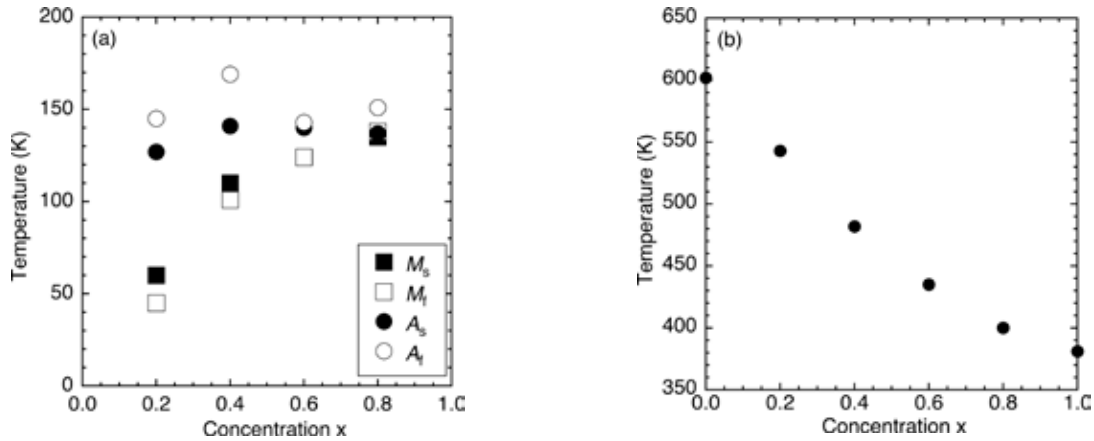 (a)
Temperature (K)
200
150
100
50
0
0.0 0.2 0.4 0.6 0.8 1.0
Concentration x
Ms
Mf
As
Af
(b)
Temperature (K)
650
600
550
500
450
400
350
0.0 0.2 0.4 0.6 0.8 1.0
Concentration x